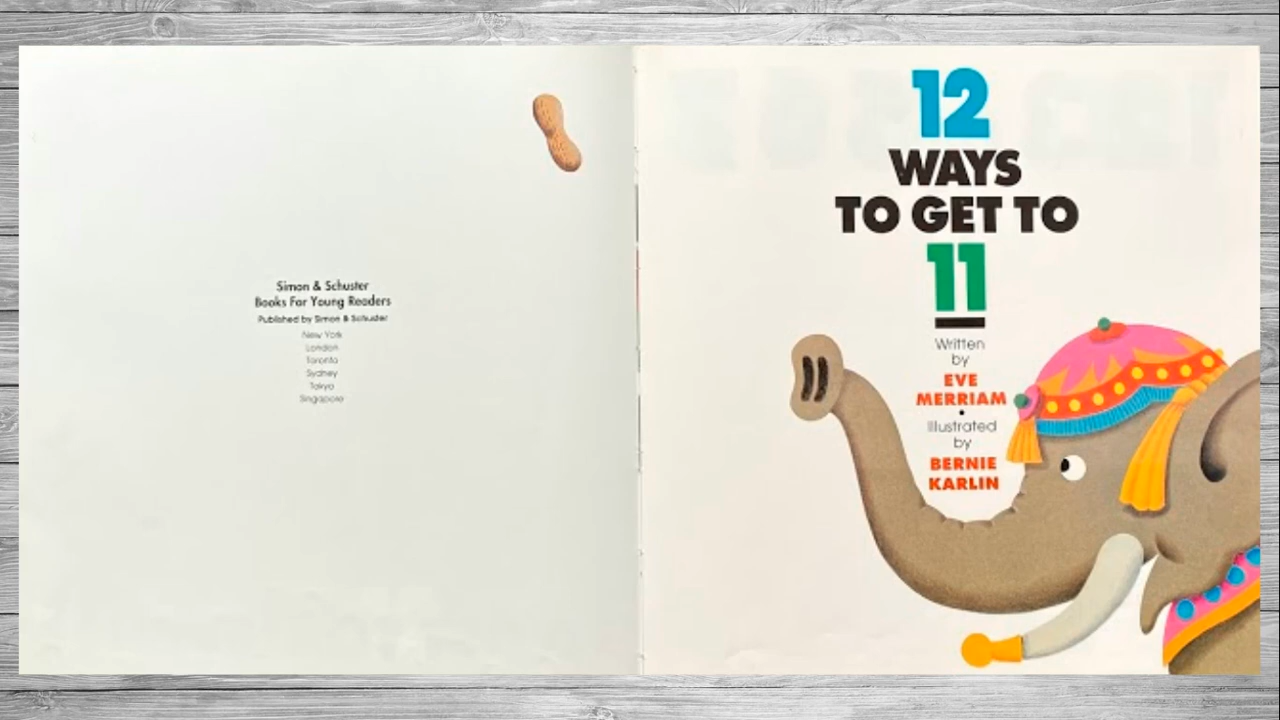 Simon & Schuster
Books For Young Readers
Published by Simon & Schuster
New York
London
Toronto
Sydney
Tokyo
Singapore
12
WAYS
TO GET TO
11
Written
by
EVE
MERRIAM
•
Illustrated
by
BERNIE
KARLIN